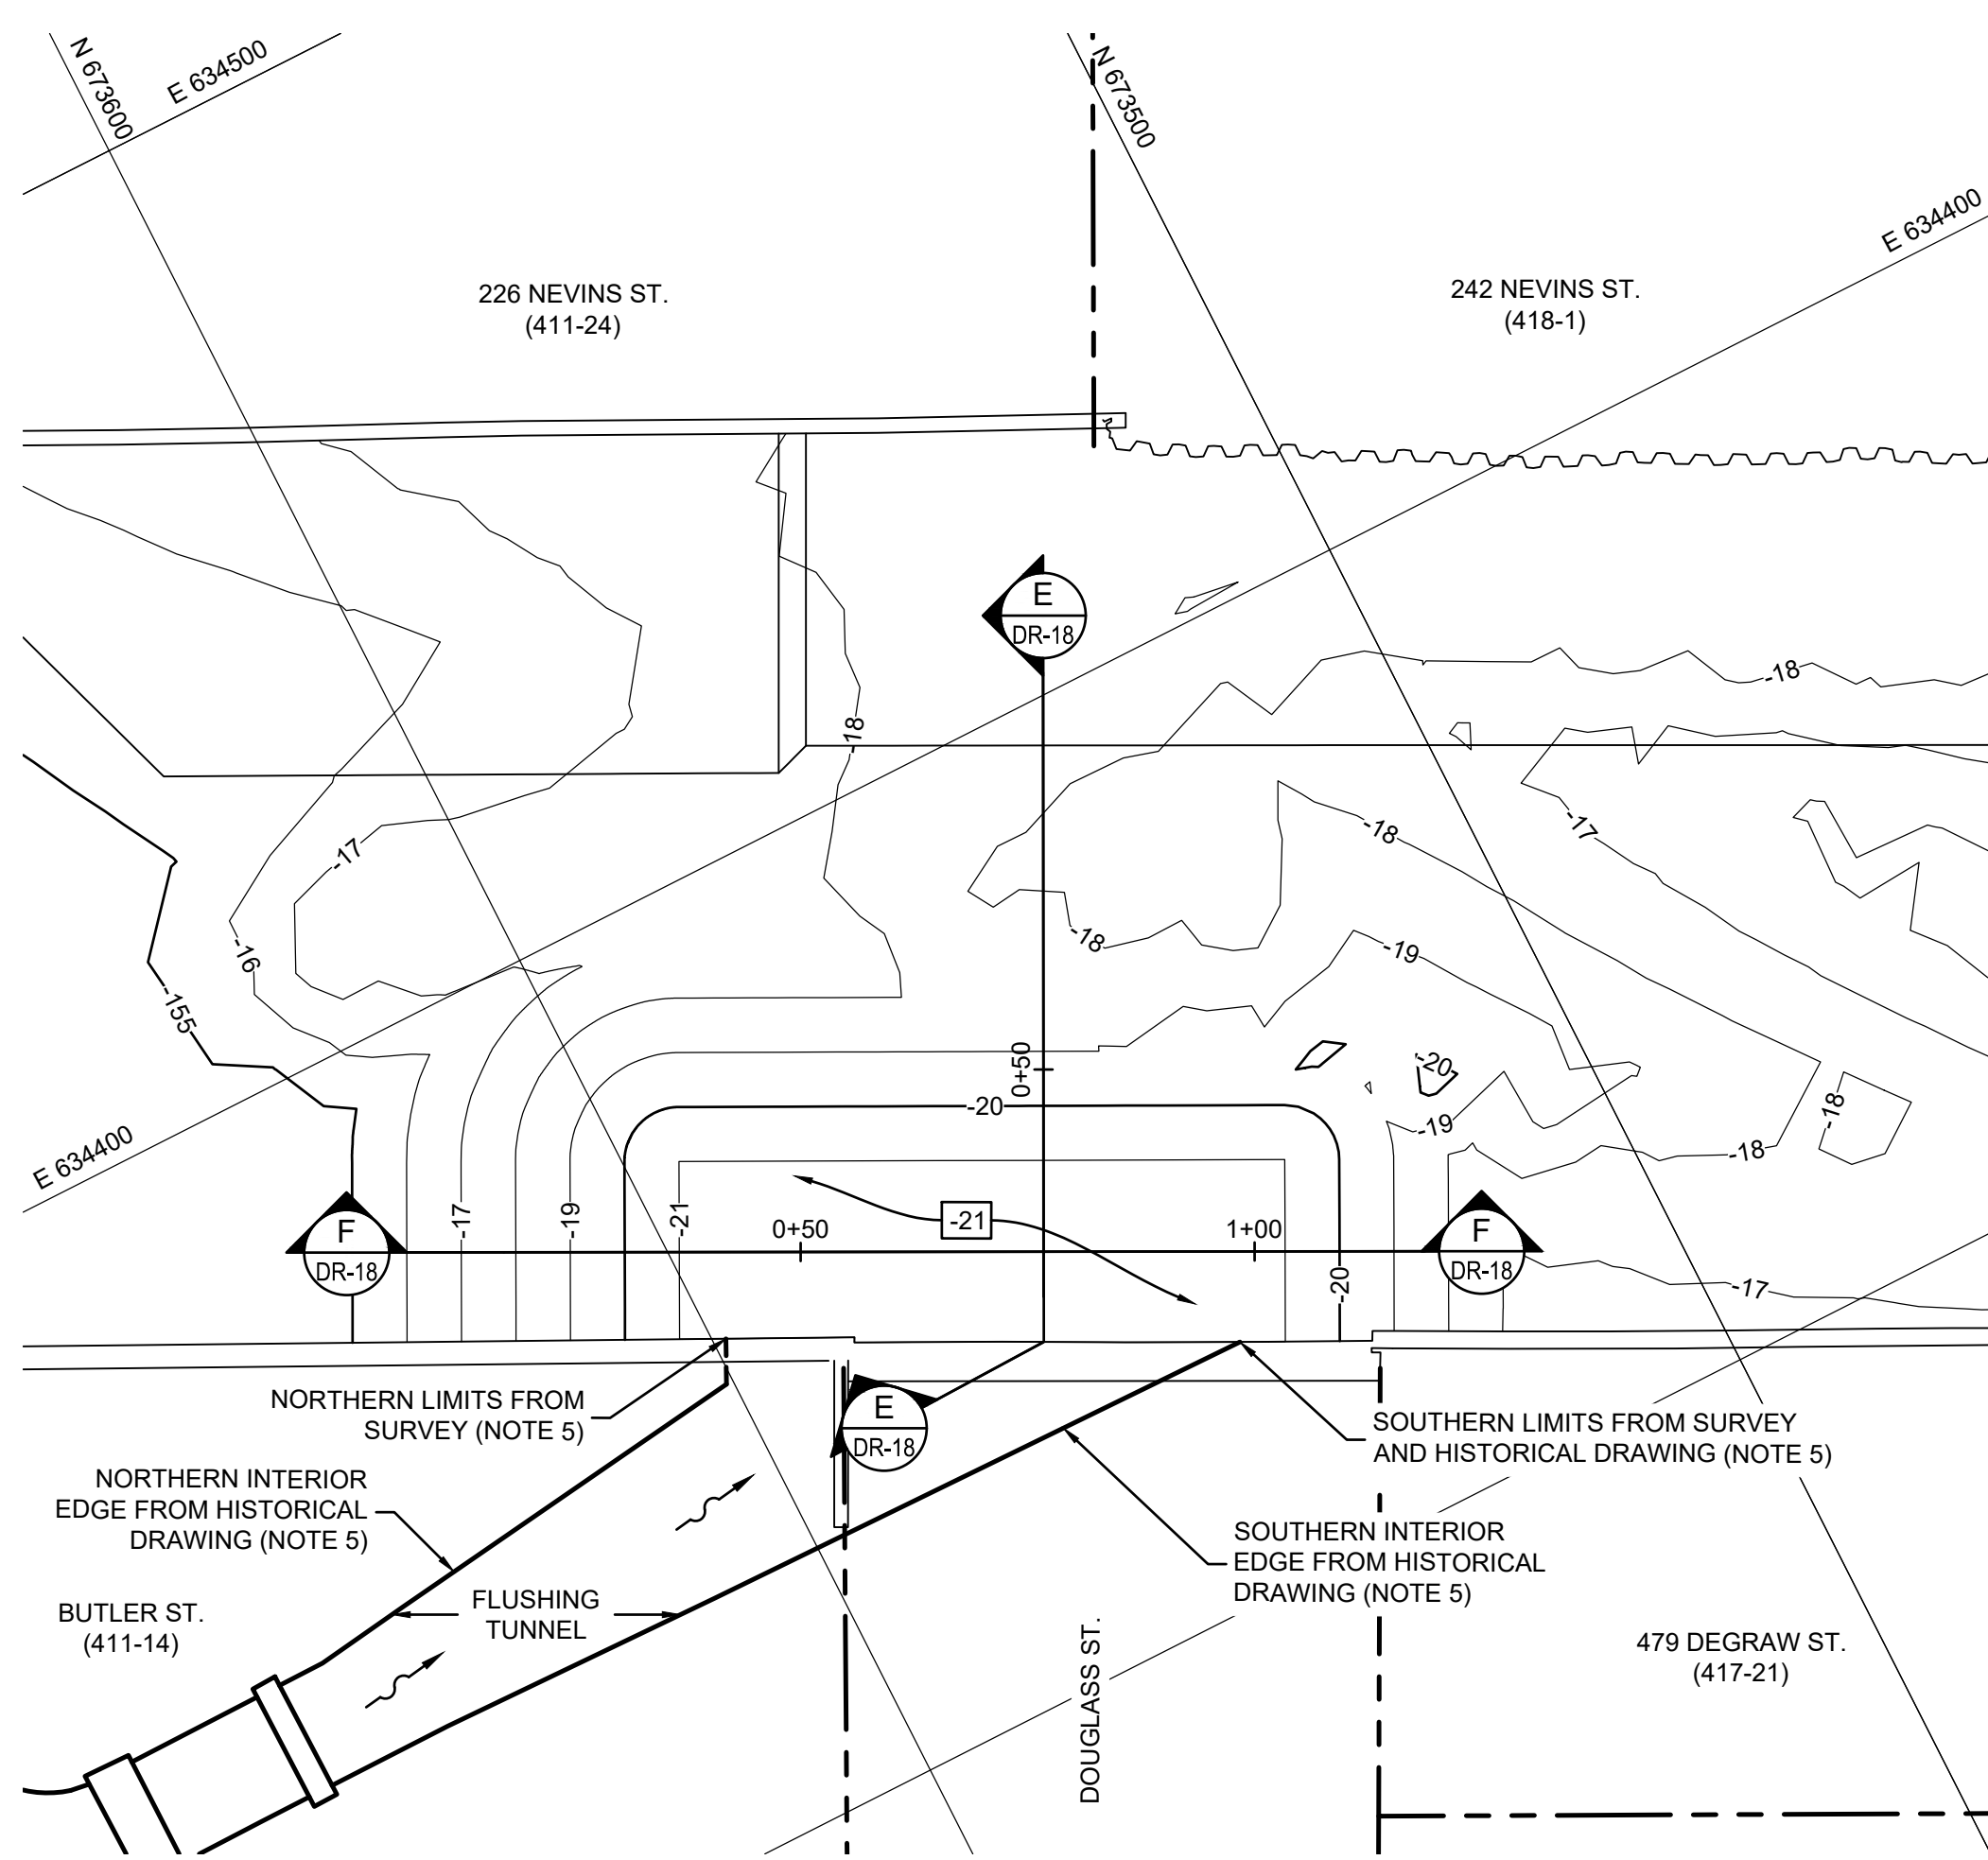 N 673600
E 634500
N 673500
E 634400
226 NEVINS ST.
(411-24)
242 NEVINS ST.
(418-1)
E
DR-18
-18
-18
-17
-18
-17
-18
-19
-16
-155
0+50
-20
-20
-19
-18
-18
E 634400
F
DR-18
-17
-19
-21
0+50
-21
1+00
-20
F
DR-18
-17
NORTHERN LIMITS FROM
SURVEY (NOTE 5)
E
DR-18
SOUTHERN LIMITS FROM SURVEY
AND HISTORICAL DRAWING (NOTE 5)
NORTHERN INTERIOR
EDGE FROM HISTORICAL
DRAWING (NOTE 5)
SOUTHERN INTERIOR
EDGE FROM HISTORICAL
DRAWING (NOTE 5)
BUTLER ST.
(411-14)
FLUSHING
TUNNEL
DOUGLASS ST.
479 DEGRAW ST.
(417-21)